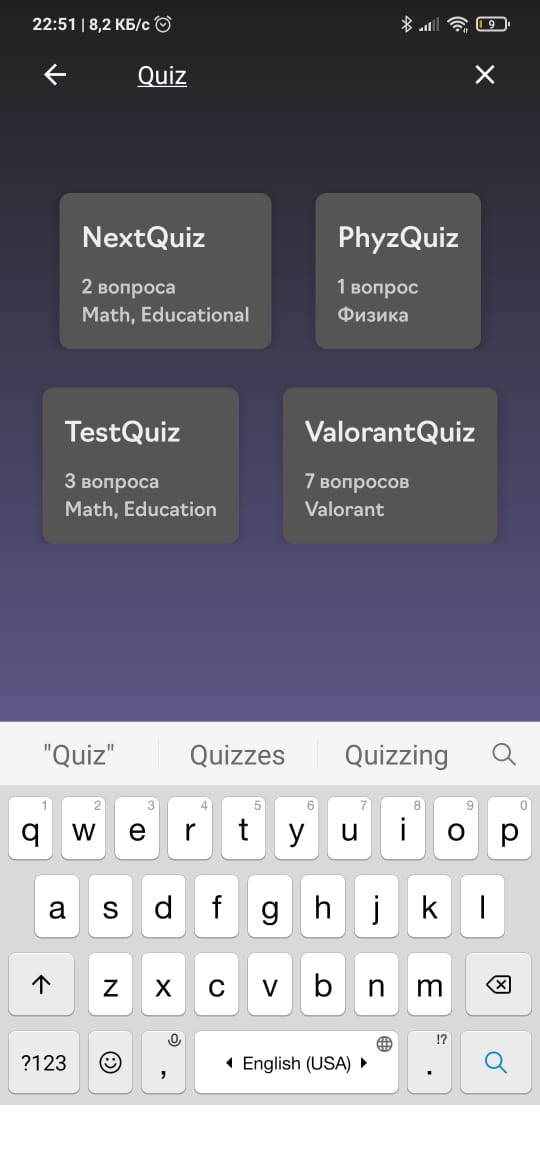 22:51 | 8,2 КБ/с
9
Quiz
NextQuiz
2 вопроса
Math, Educational
PhyzQuiz
1 вопрос
Физика
TestQuiz
3 вопроса
Math, Education
ValorantQuiz
7 вопросов
Valorant
"Quiz" Quizzes Quizzing
1 2 3 4 5 6 7 8 9 0
q w e r t y u i o p
a s d f g h j k l
z x c v b n m
!?
?123 , English (USA) .